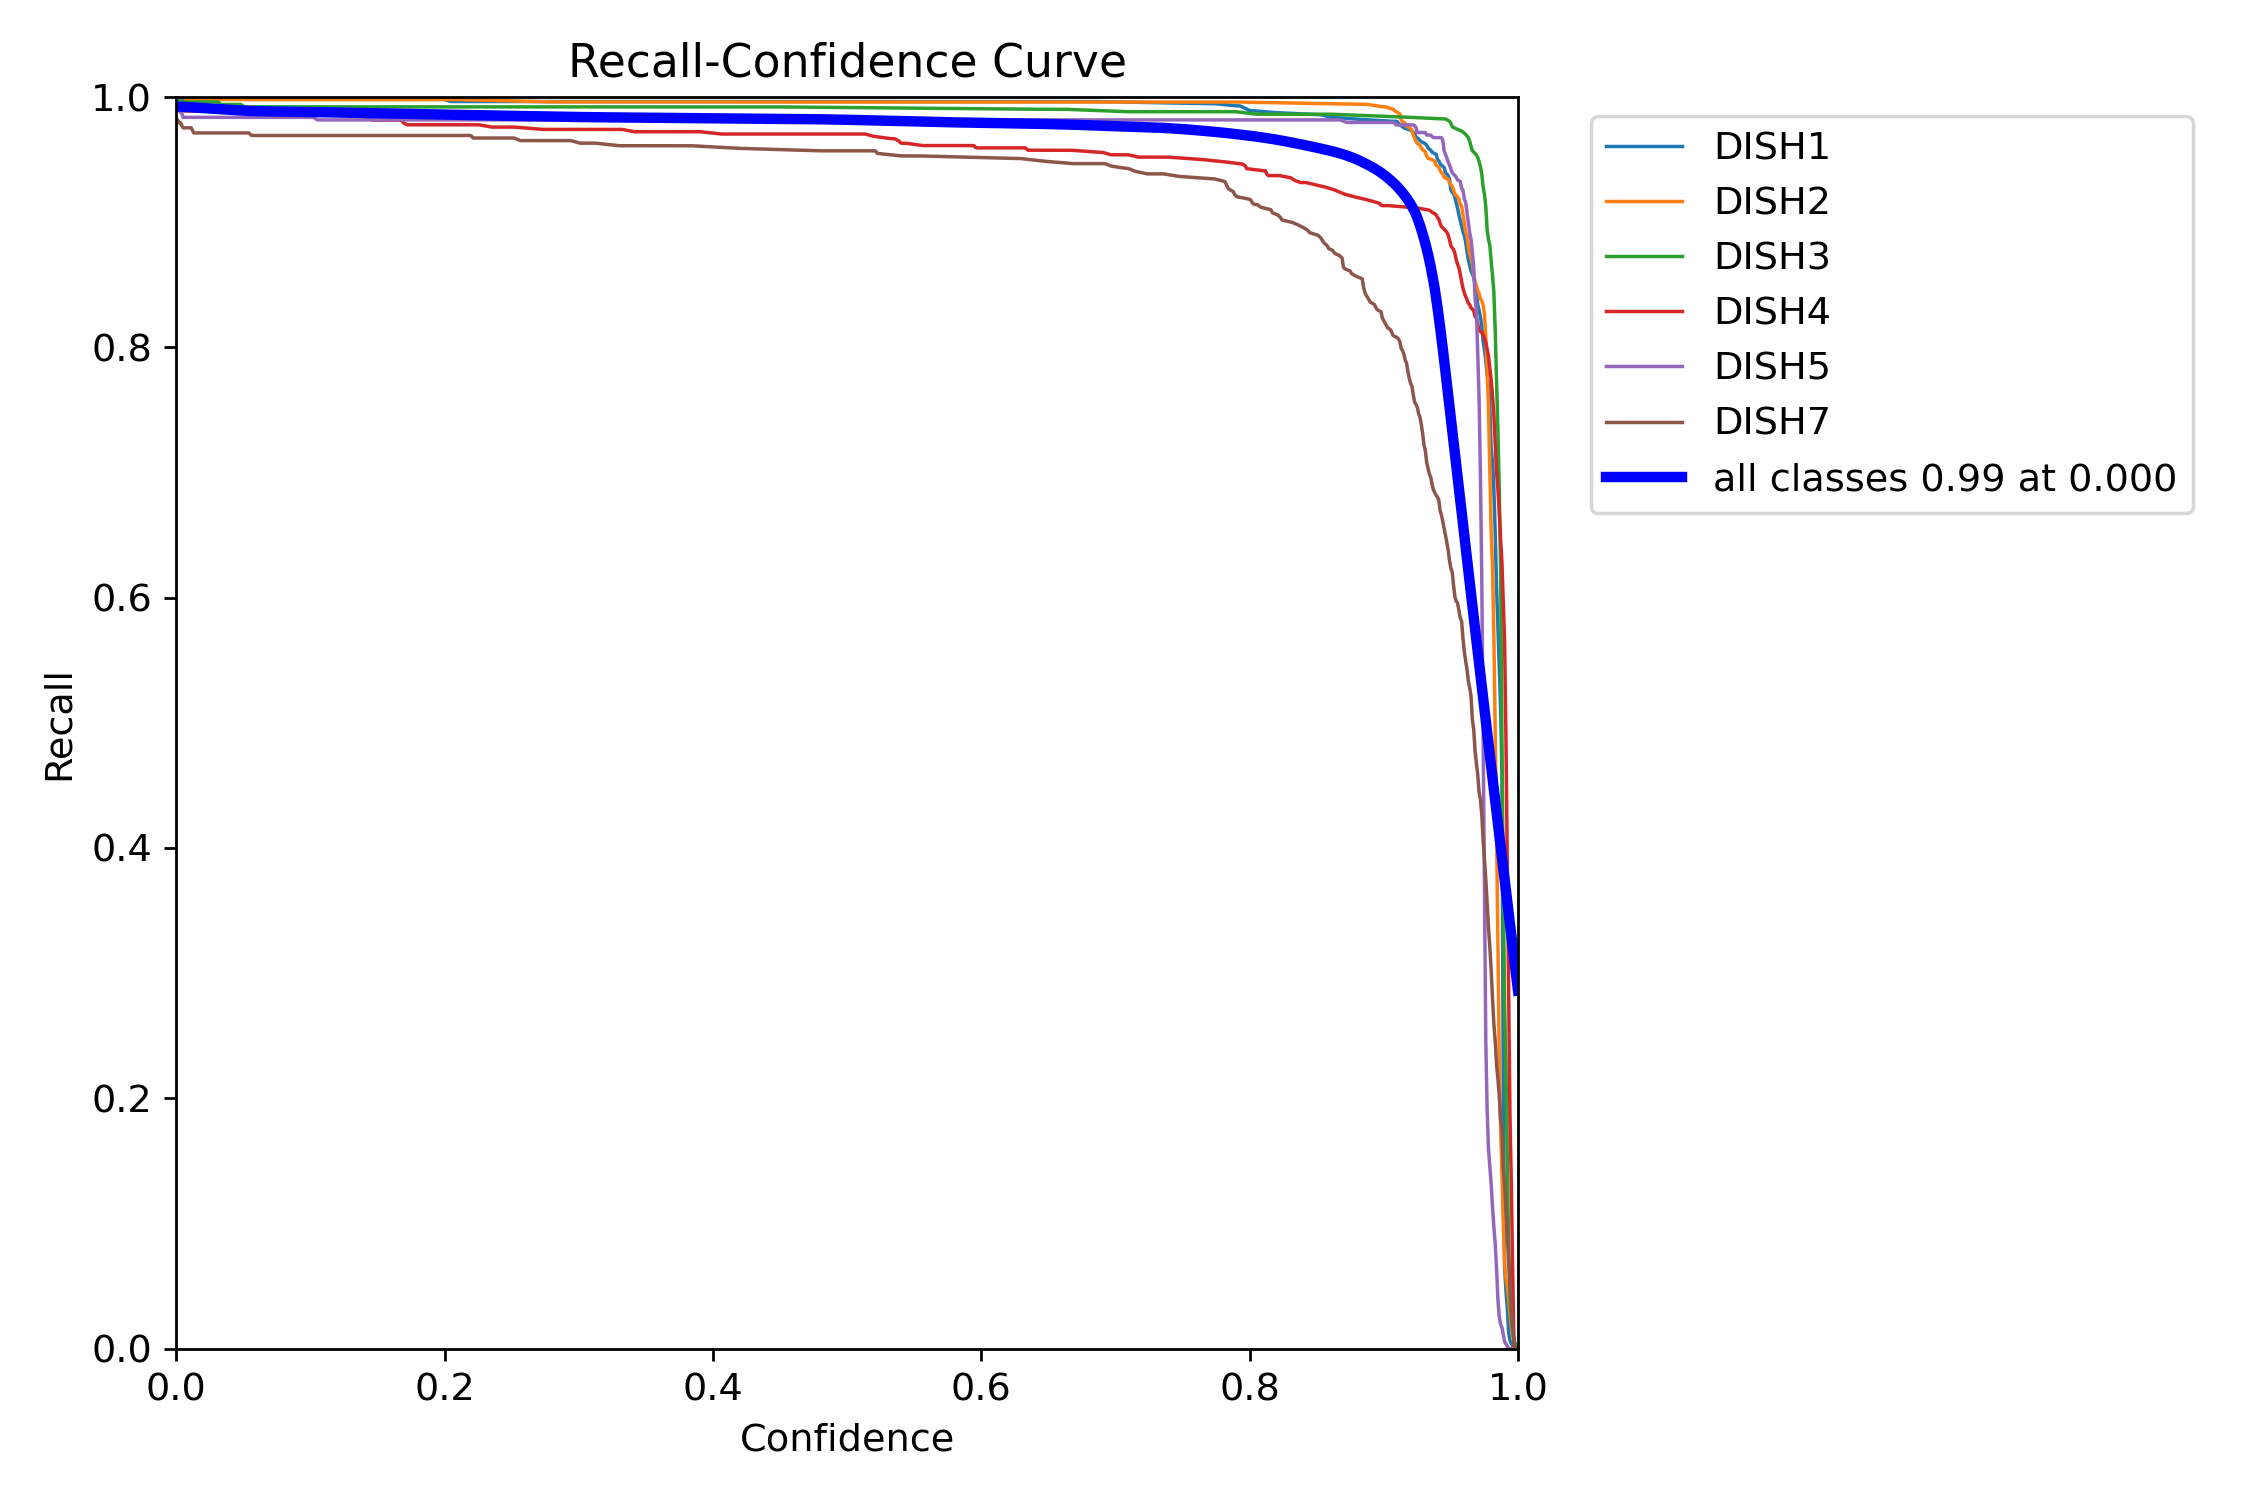 Recall-Confidence Curve
1.0
0.8
0.6
0.4
0.2
0.0
Recall
0.0 0.2 0.4 0.6 0.8 1.0
Confidence
DISH1
DISH2
DISH3
DISH4
DISH5
DISH7
all classes 0.99 at 0.000